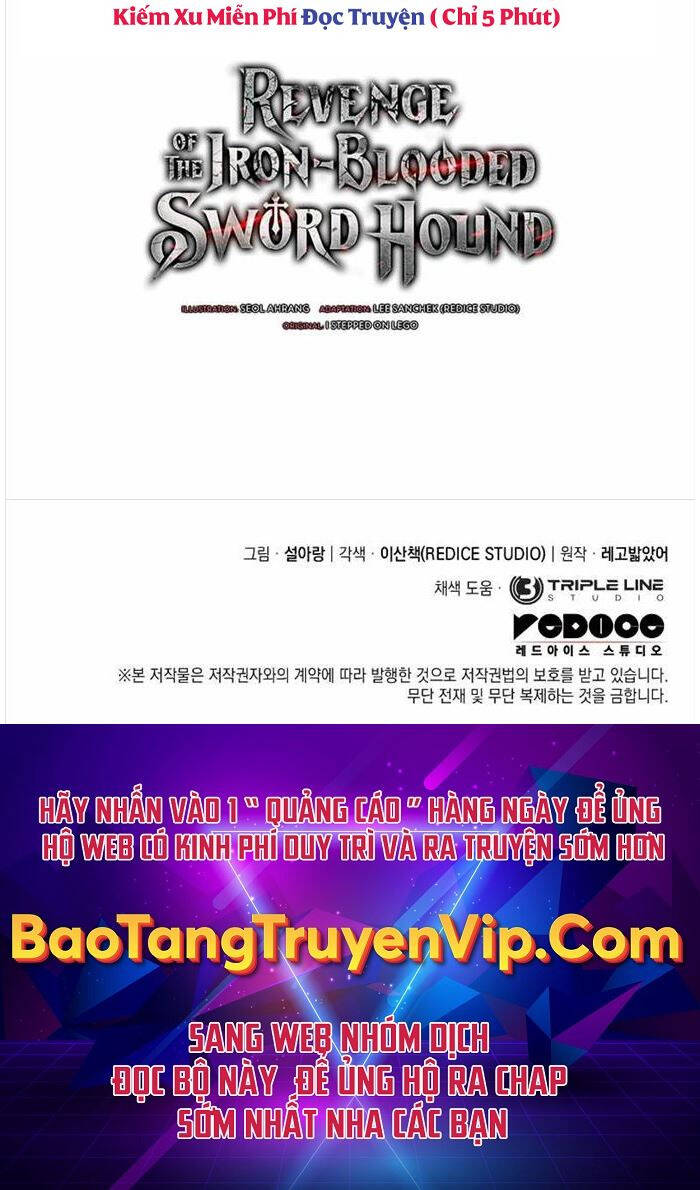 Kiếm Xu Miễn Phí Đọc Truyện ( Chỉ 5 Phút)
REVENGE
OF THE IRON-BLOODED
SWORD HOUND
ILLUSTRATION: SEOL AHRANG ADAPTATION: LEE SANCHEK (REDICE STUDIO)
ORIGINAL: I STEPPED ON LEGO
그림 · 설아랑 | 각색 · 이산책(REDICE STUDIO) | 원작 · 레고밟았어
채색 도움 · TRIPLE LINE
STUDIO
REDICE
레드아이스 스튜디오
※본 저작물은 저작권자와의 계약에 따라 발행한 것으로 저작권법의 보호를 받고 있습니다.
무단 전재 및 무단 복제하는 것을 금합니다.
HÃY NHẤN VÀO 1 “ QUẢNG CÁO ” HÀNG NGÀY ĐỂ ỦNG
HỘ WEB CÓ KINH PHÍ DUY TRÌ VÀ RA TRUYỆN SỚM HƠN
BaoTangTruyenVip.Com
SANG WEB NHÓM DỊCH
ĐỌC BỘ NÀY ĐỂ ỦNG HỘ RA CHAP
SỚM NHẤT NHA CÁC BẠN